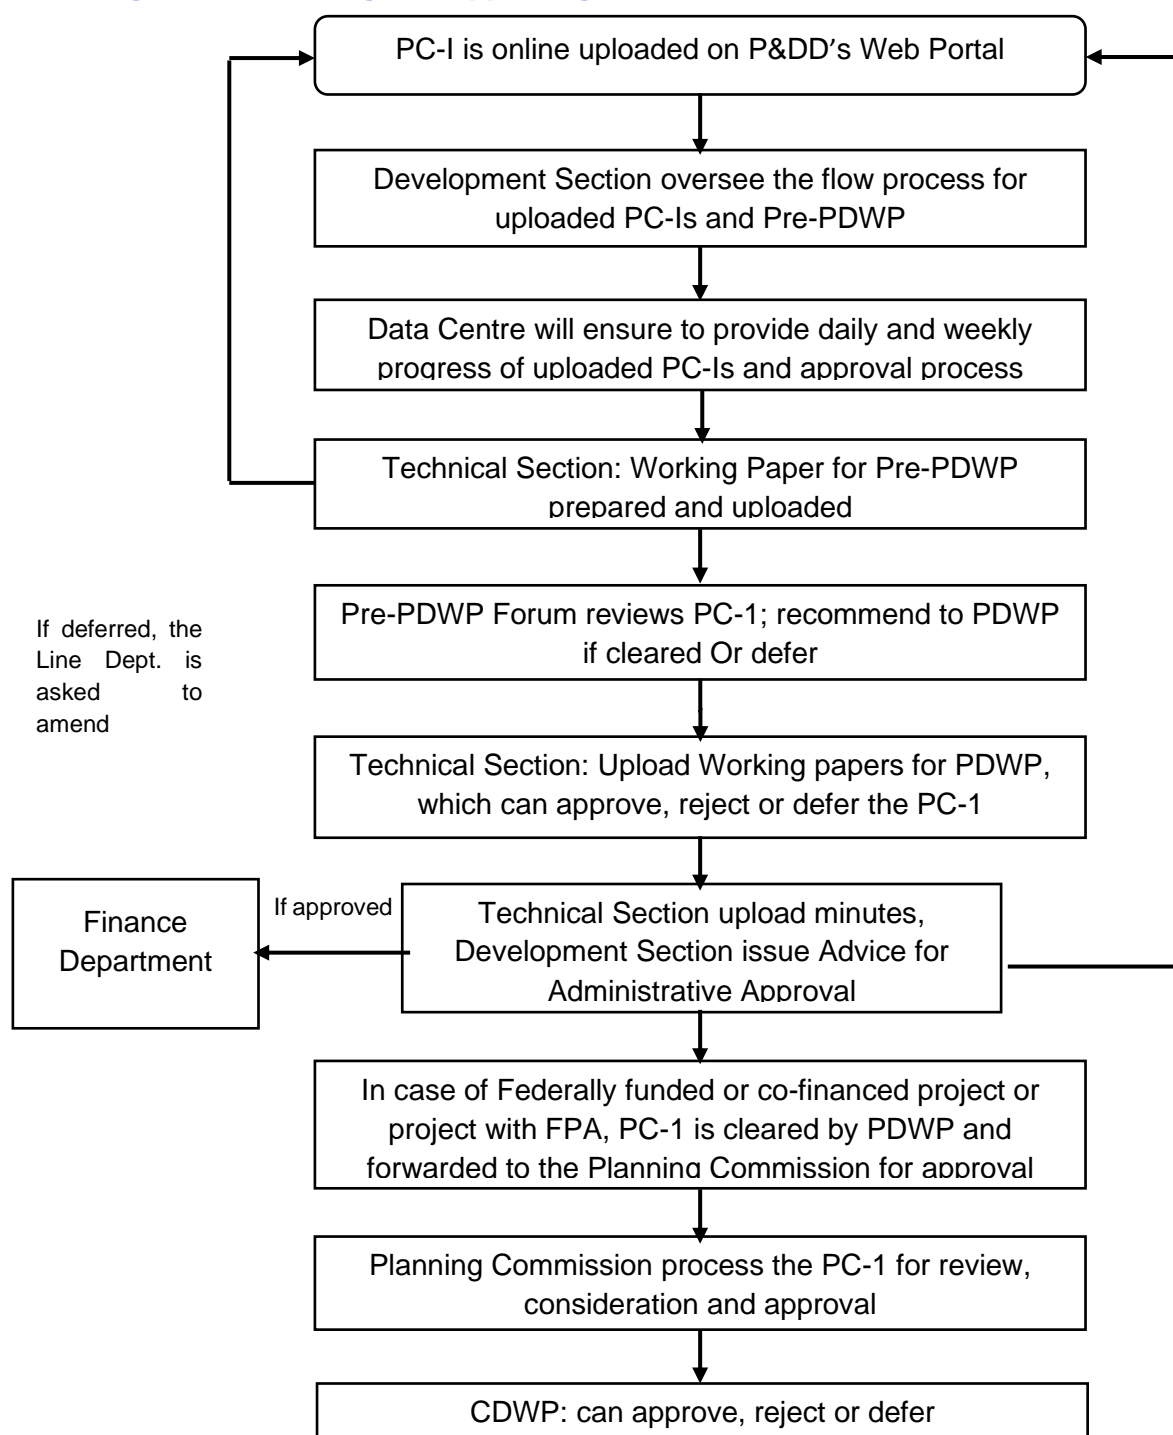 PC-I is online uploaded on P&DD's Web Portal
Development Section oversee the flow process for
uploaded PC-Is and Pre-PDWP
Data Centre will ensure to provide daily and weekly
progress of uploaded PC-Is and approval process
Technical Section: Working Paper for Pre-PDWP
prepared and uploaded
Pre-PDWP Forum reviews PC-1; recommend to PDWP
if cleared Or defer
If deferred, the
Line Dept. is
asked to
amend
Technical Section: Upload Working papers for PDWP,
which can approve, reject or defer the PC-1
Finance
Department
If approved
Technical Section upload minutes,
Development Section issue Advice for
Administrative Approval
In case of Federally funded or co-financed project or
project with FPA, PC-1 is cleared by PDWP and
forwarded to the Planning Commission for approval
Planning Commission process the PC-1 for review,
consideration and approval
CDWP: can approve, reject or defer